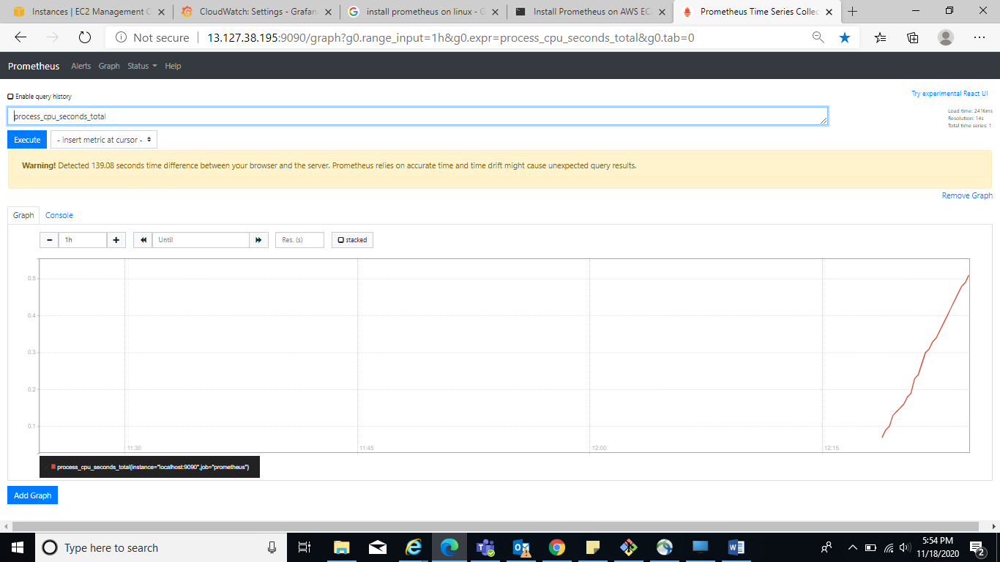 Instances | EC2 Management C
CloudWatch: Settings - Grafana
install prometheus on linux - G
Install Prometheus on AWS EC2
Prometheus Time Series Collec
Not secure
13.127.38.195:9090/graph?g0.range_input=1h&g0.expr=process_cpu_seconds_total&g0.tab=0
Prometheus Alerts Graph Status Help
Enable query history
Try experimental React UI
process_cpu_seconds_total
Load time: 2416ms
Resolution: 14s
Total time series: 1
Execute
- insert metric at cursor -
Warning! Detected 139.08 seconds time difference between your browser and the server. Prometheus relies on accurate time and time drift might cause unexpected query results.
Remove Graph
Graph Console
1h Until Res. (s) stacked
0.5
0.4
0.3
0.2
0.1
11:30 11:45 12:00 12:15
process_cpu_seconds_total{instance="localhost:9090",job="prometheus"}
Add Graph
Type here to search
5:54 PM
11/18/2020
2